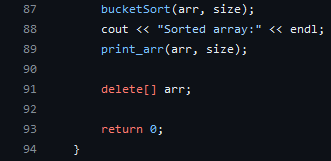 87 bucketSort(arr, size);
88 cout << "Sorted array:" << endl;
89 print_arr(arr, size);
90
91 delete[] arr;
92
93 return 0;
94 }